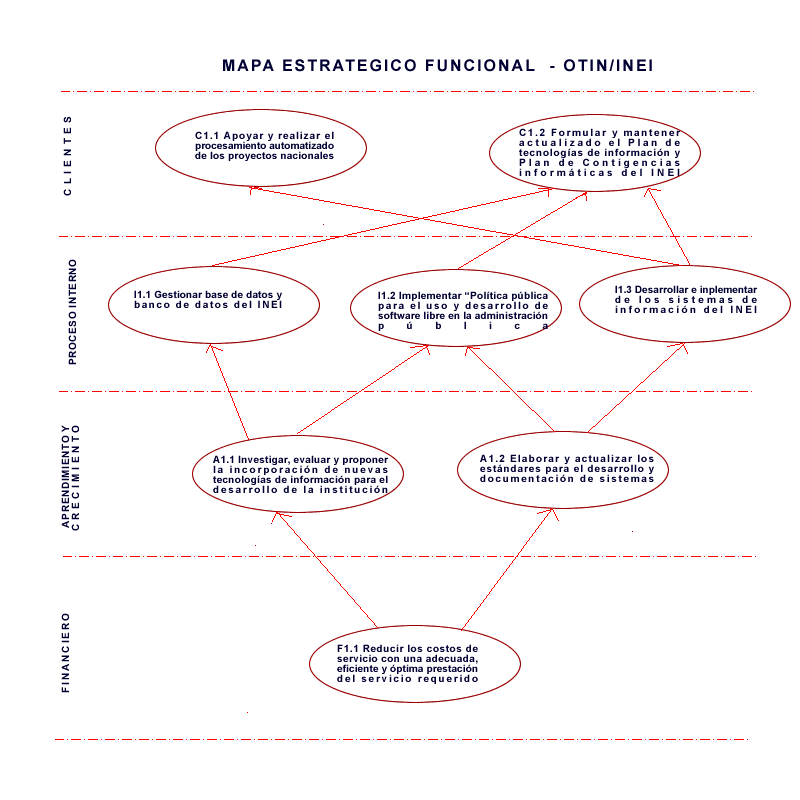 MAPA ESTRATEGICO FUNCIONAL - OTIN/INEI
CLIENTES
C1.1 Apoyar y realizar el
procesamiento automatizado
de los proyectos nacionales
C1.2 Formular y mantener
actualizado el Plan de
tecnologías de información y
Plan de Contigencias
informáticas del INEI
PROCESO INTERNO
I1.1 Gestionar base de datos y
banco de datos del INEI
I1.2 Implementar “Política pública
para el uso y desarrollo de
software libre en la administración
pública
I1.3 Desarrollar e inplementar
de los sistemas de
información del INEI
APRENDIMIENTO Y
CRECIMIENTO
A1.1 Investigar, evaluar y proponer
la incorporación de nuevas
tecnologías de información para el
desarrollo de la institución
A1.2 Elaborar y actualizar los
estándares para el desarrollo y
documentación de sistemas
FINANCIERO
F1.1 Reducir los costos de
servicio con una adecuada,
eficiente y óptima prestación
del servicio requerido